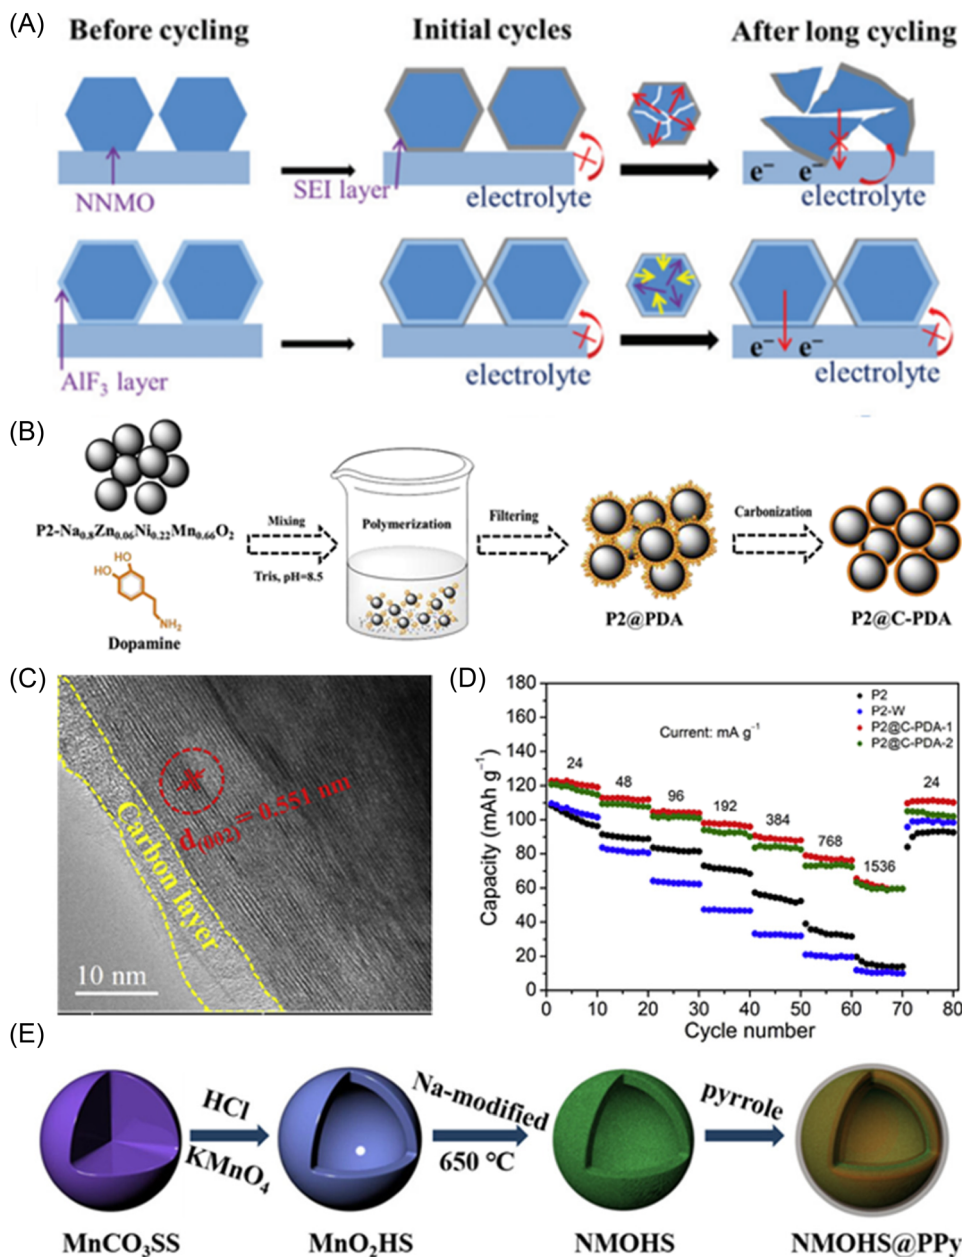 (A)
Before cycling
Initial cycles
After long cycling
NNMO
SEI layer
electrolyte
e⁻ e⁻
electrolyte
AlF₃ layer
electrolyte
e⁻ e⁻
electrolyte
(B)
P2-Na₀.₈Zn₀.₀₆Ni₀.₂₂Mn₀.₆₆O₂
HO
HO
NH₂
Dopamine
Mixing
Tris, pH=8.5
Polymerization
Filtering
P2@PDA
Carbonization
P2@C-PDA
(C)
Carbon layer
d(002) = 0.551 nm
10 nm
(D)
Capacity (mAh g⁻¹)
180
160
140
120
100
80
60
40
20
0
P2
P2-W
P2@C-PDA-1
P2@C-PDA-2
Current: mA g⁻¹
24
48
96
192
384
768
1536
24
0 10 20 30 40 50 60 70 80
Cycle number
(E)
HCl
KMnO₄
Na-modified
650 °C
pyrrole
MnCO₃SS
MnO₂HS
NMOHS
NMOHS@PPy